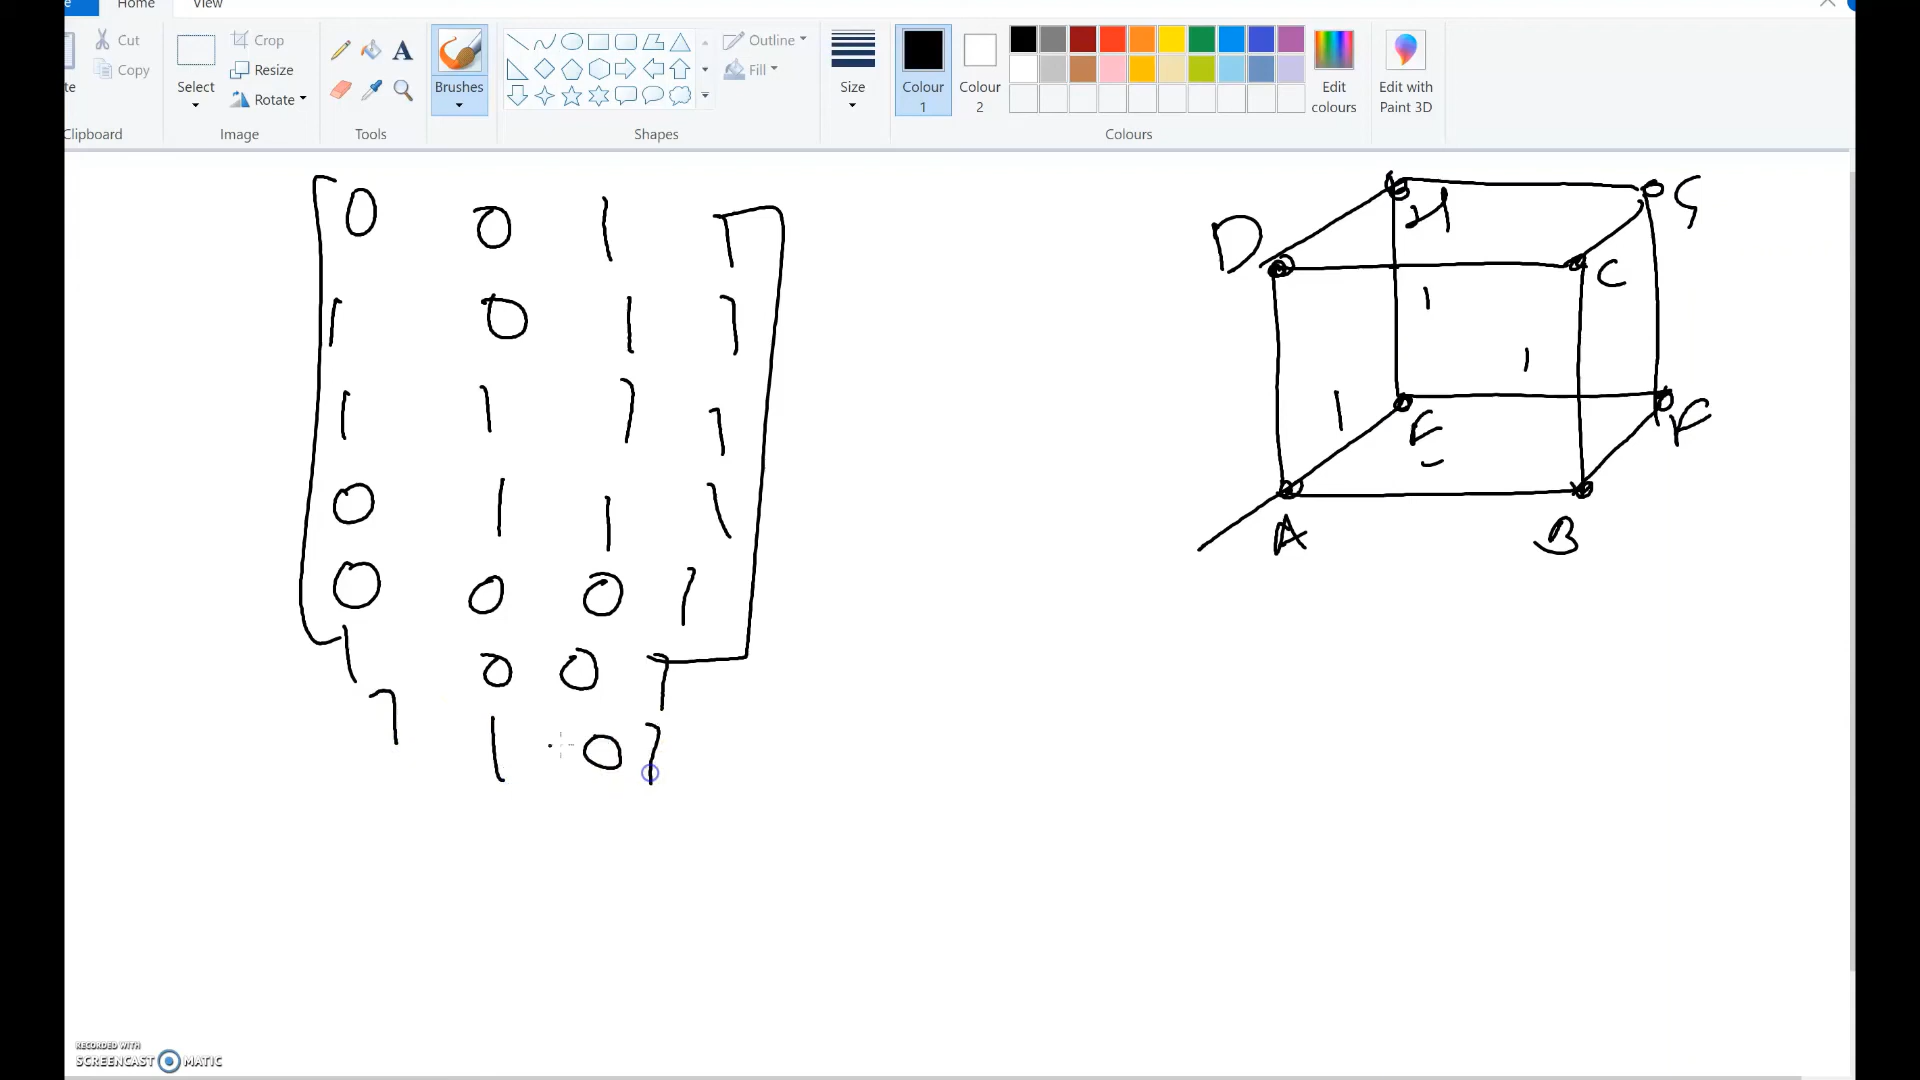 Home View
Cut
Copy
Clipboard
Select
Crop
Resize
Rotate
Image
Tools
Brushes
Shapes
Outline
Fill
Size
Colour 1
Colour 2
Colours
Edit colours
Edit with Paint 3D
0 0 1 1
1 0 1 1
1 1 1 1
0 1 1 1
0 0 0 1
1 0 0 1
1 1 0 1
D H G
C
1
1
1
E F
A B
RECORDED WITH
SCREENCAST MATIC